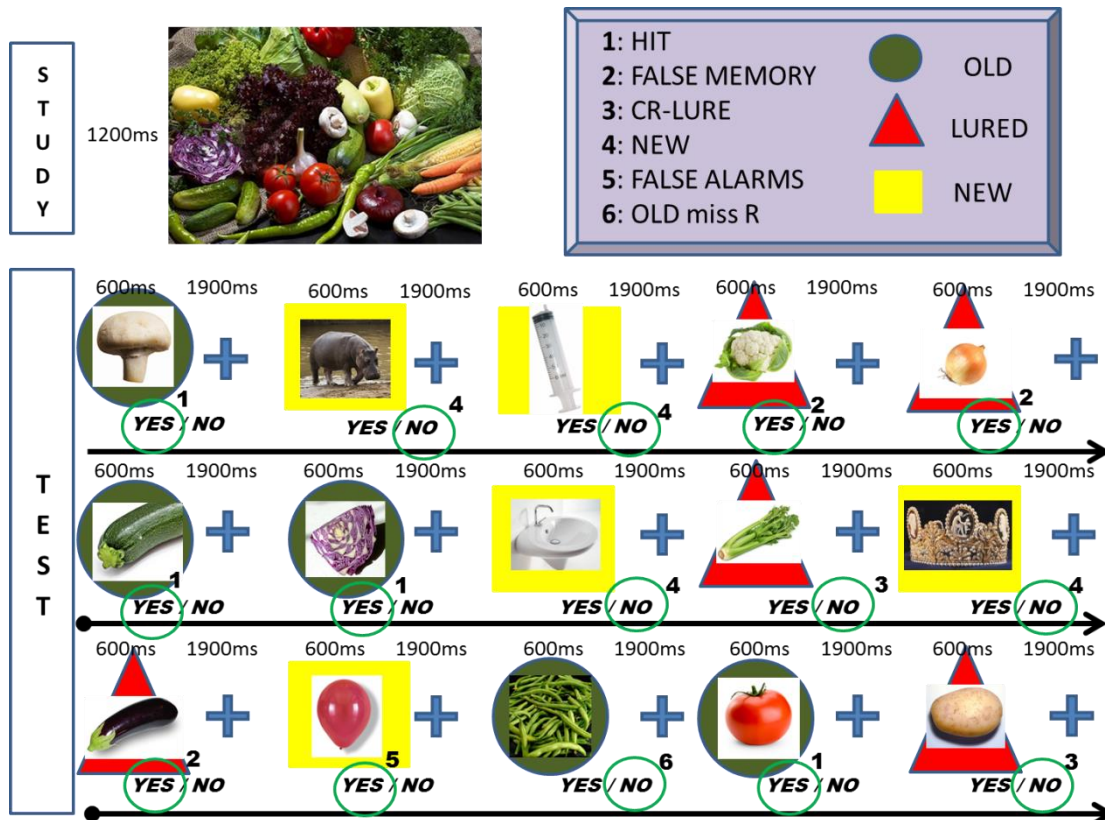 STUDY
1200ms
1: HIT
2: FALSE MEMORY
3: CR-LURE
4: NEW
5: FALSE ALARMS
6: OLD miss R
OLD
LURED
NEW
TEST
600ms 1900ms 600ms 1900ms 600ms 1900ms 600ms 1900ms 600ms 1900ms
1 4 4 2 2
YES / NO YES / NO YES / NO YES / NO YES / NO
600ms 1900ms 600ms 1900ms 600ms 1900ms 600ms 1900ms 600ms 1900ms
1 1 4 3 4
YES / NO YES / NO YES / NO YES / NO YES / NO
600ms 1900ms 600ms 1900ms 600ms 1900ms 600ms 1900ms 600ms 1900ms
2 5 6 1 3
YES / NO YES / NO YES / NO YES / NO YES / NO